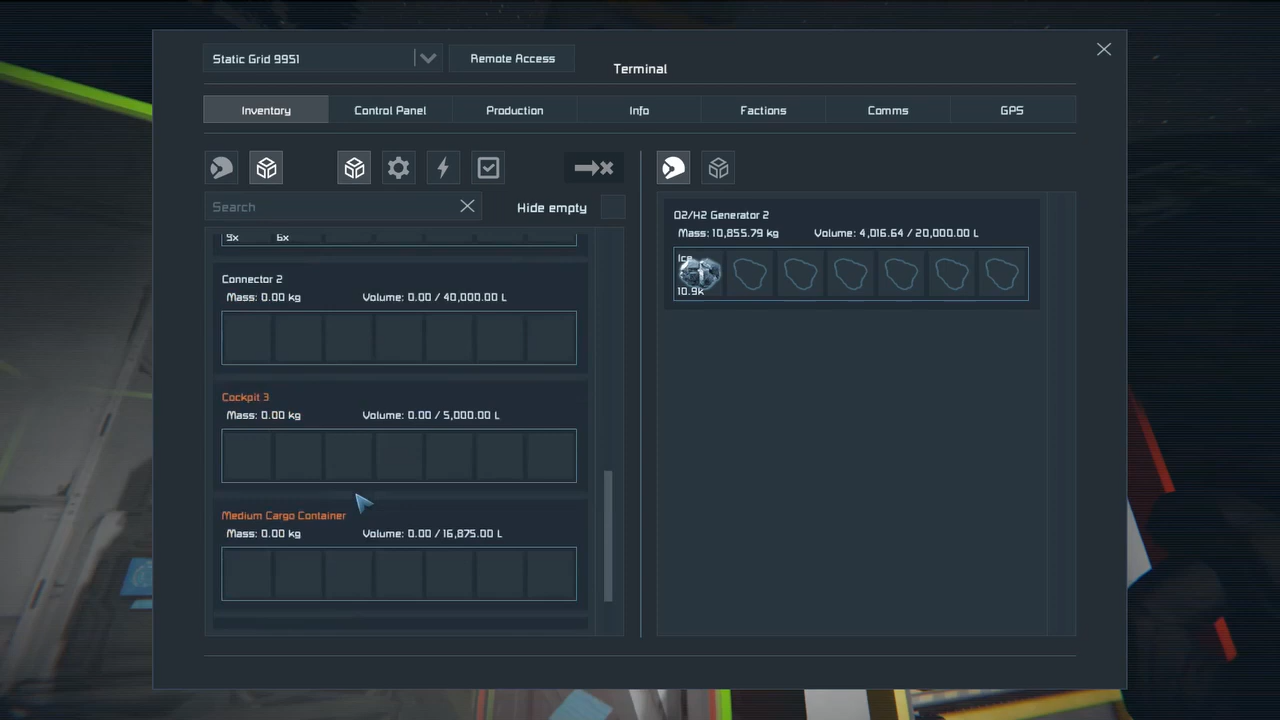 Static Grid 9951
Remote Access
Terminal
Inventory
Control Panel
Production
Info
Factions
Comms
GPS
Search
Hide empty
9x 6x
Connector 2
Mass: 0.00 kg Volume: 0.00 / 40,000.00 L
Cockpit 3
Mass: 0.00 kg Volume: 0.00 / 5,000.00 L
Medium Cargo Container
Mass: 0.00 kg Volume: 0.00 / 16,875.00 L
O2/H2 Generator 2
Mass: 10,855.79 kg Volume: 4,016.64 / 20,000.00 L
Ice
10.9k